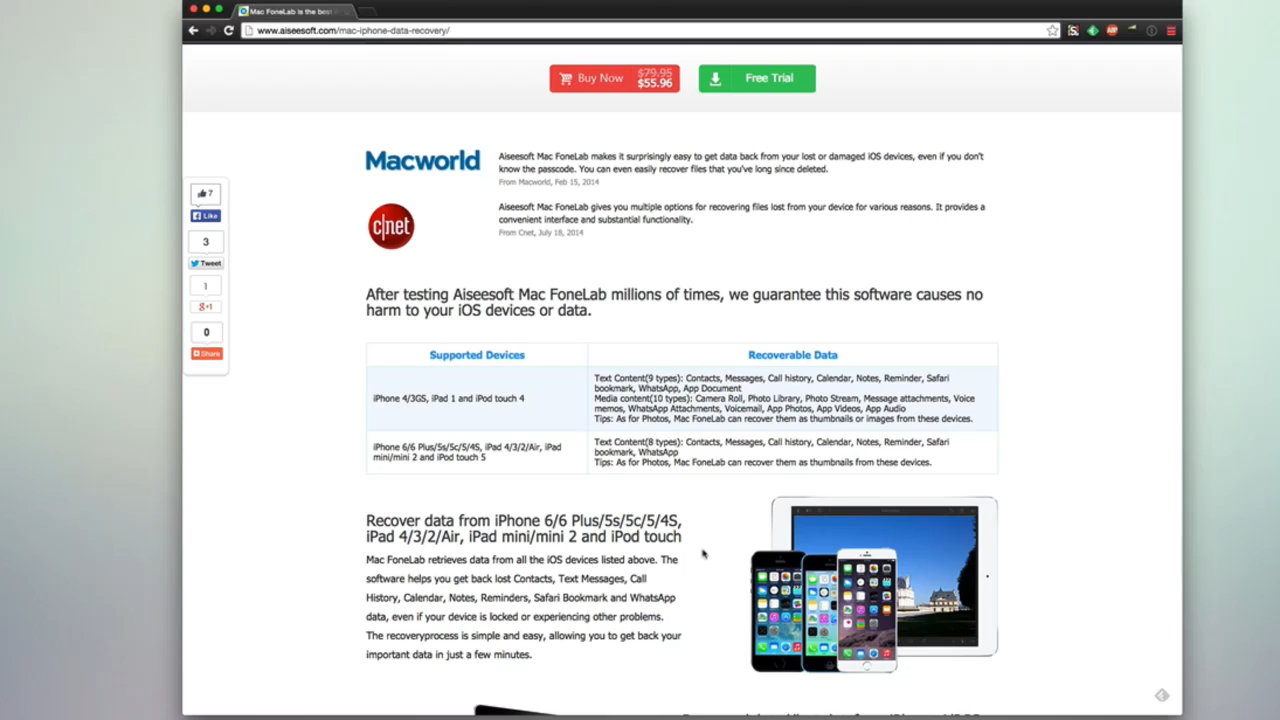 Mac FoneLab is the best
www.aiseesoft.com/mac-iphone-data-recovery/
Buy Now $79.95 $55.96
Free Trial
Macworld
Aiseesoft Mac FoneLab makes it surprisingly easy to get data back from your lost or damaged iOS devices, even if you don't
know the passcode. You can even easily recover files that you've long since deleted.
From Macworld, Feb 15, 2014
c|net
Aiseesoft Mac FoneLab gives you multiple options for recovering files lost from your device for various reasons. It provides a
convenient interface and substantial functionality.
From Cnet, July 18, 2014
7
Like
3
Tweet
1
g+1
0
Share
After testing Aiseesoft Mac FoneLab millions of times, we guarantee this software causes no
harm to your iOS devices or data.
Supported Devices
Recoverable Data
iPhone 4/3GS, iPad 1 and iPod touch 4
Text Content(9 types): Contacts, Messages, Call history, Calendar, Notes, Reminder, Safari
bookmark, WhatsApp, App Document
Media content(10 types): Camera Roll, Photo Library, Photo Stream, Message attachments, Voice
memos, WhatsApp Attachments, Voicemail, App Photos, App Videos, App Audio
Tips: As for Photos, Mac FoneLab can recover them as thumbnails or images from these devices.
iPhone 6/6 Plus/5s/5c/5/4S, iPad 4/3/2/Air, iPad
mini/mini 2 and iPod touch 5
Text Content(8 types): Contacts, Messages, Call history, Calendar, Notes, Reminder, Safari
bookmark, WhatsApp
Tips: As for Photos, Mac FoneLab can recover them as thumbnails from these devices.
Recover data from iPhone 6/6 Plus/5s/5c/5/4S,
iPad 4/3/2/Air, iPad mini/mini 2 and iPod touch
Mac FoneLab retrieves data from all the iOS devices listed above. The
software helps you get back lost Contacts, Text Messages, Call
History, Calendar, Notes, Reminders, Safari Bookmark and WhatsApp
data, even if your device is locked or experiencing other problems.
The recoveryprocess is simple and easy, allowing you to get back your
important data in just a few minutes.